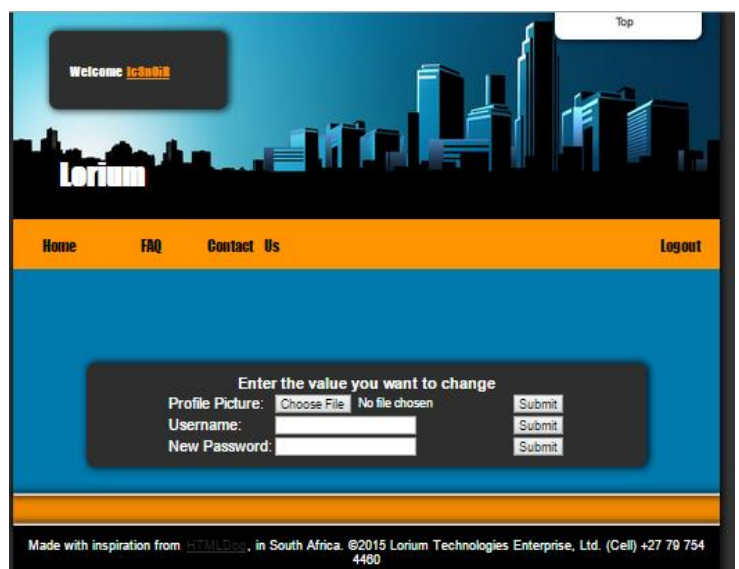 Top
Welcome Ic3n0iR
Lorium
Home FAQ Contact Us Logout
Enter the value you want to change
Profile Picture: Choose File No file chosen Submit
Username: Submit
New Password: Submit
Made with inspiration from HTMLDog, in South Africa. ©2015 Lorium Technologies Enterprise, Ltd. (Cell) +27 79 754
4460